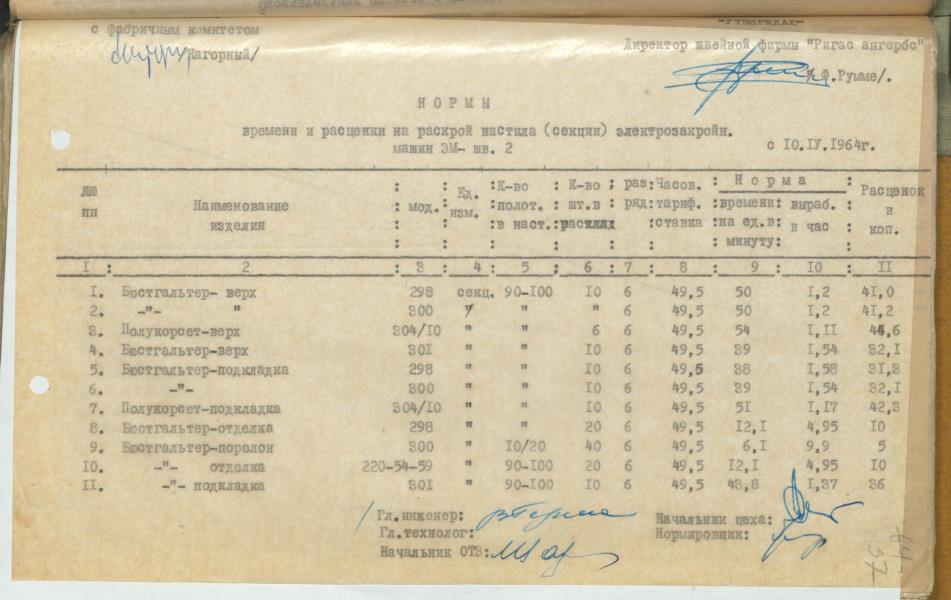 "УТВЕРЖДАЮ"
с фабричным комитетом
Директор швейной фирмы "Ригас апгербс"
/Нагорный/
/Ф.Румме/.
НОРМЫ
времени и расценки на раскрой настила (секции) электрозакройн.
машин ЭМ- шв. 2
с 10.IУ.1964г.
№№ пп : Наименование изделия : мод. : Ед. изм. : К-во полот. в наст. : К-во шт.в расклад : раз ряд : Часов. тариф. ставка : Норма времени на ед.в минуту : Норма выраб. в час : Расценок в коп.
I : 2 : 3 : 4 : 5 : 6 : 7 : 8 : 9 : 10 : II
I. Бюстгальтер- верх 298 секц. 90-100 10 6 49,5 50 1,2 41,0
2. -"- " 300 " " " 6 49,5 50 1,2 41,2
3. Полукорсет-верх 304/10 " " 6 6 49,5 54 1,11 44,6
4. Бюстгальтер-верх 301 " " 10 6 49,5 39 1,54 32,1
5. Бюстгальтер-подкладка 298 " " 10 6 49,5 38 1,58 31,3
6. -"- 300 " " 10 6 49,5 39 1,54 32,1
7. Полукорсет-подкладка 304/10 " " 10 6 49,5 51 1,17 42,3
8. Бюстгальтер-отделка 298 " " 20 6 49,5 12,1 4,95 10
9. Бюстгальтер-поролон 300 " 10/20 40 6 49,5 6,1 9,9 5
10. -"- отделка 220-54-59 " 90-100 20 6 49,5 12,1 4,95 10
11. -"- подкладка 301 " 90-100 10 6 49,5 43,8 1,37 36
Гл.инженер:
Начальник цеха:
Гл.технолог:
Нормировщик:
Начальник ОТЗ: